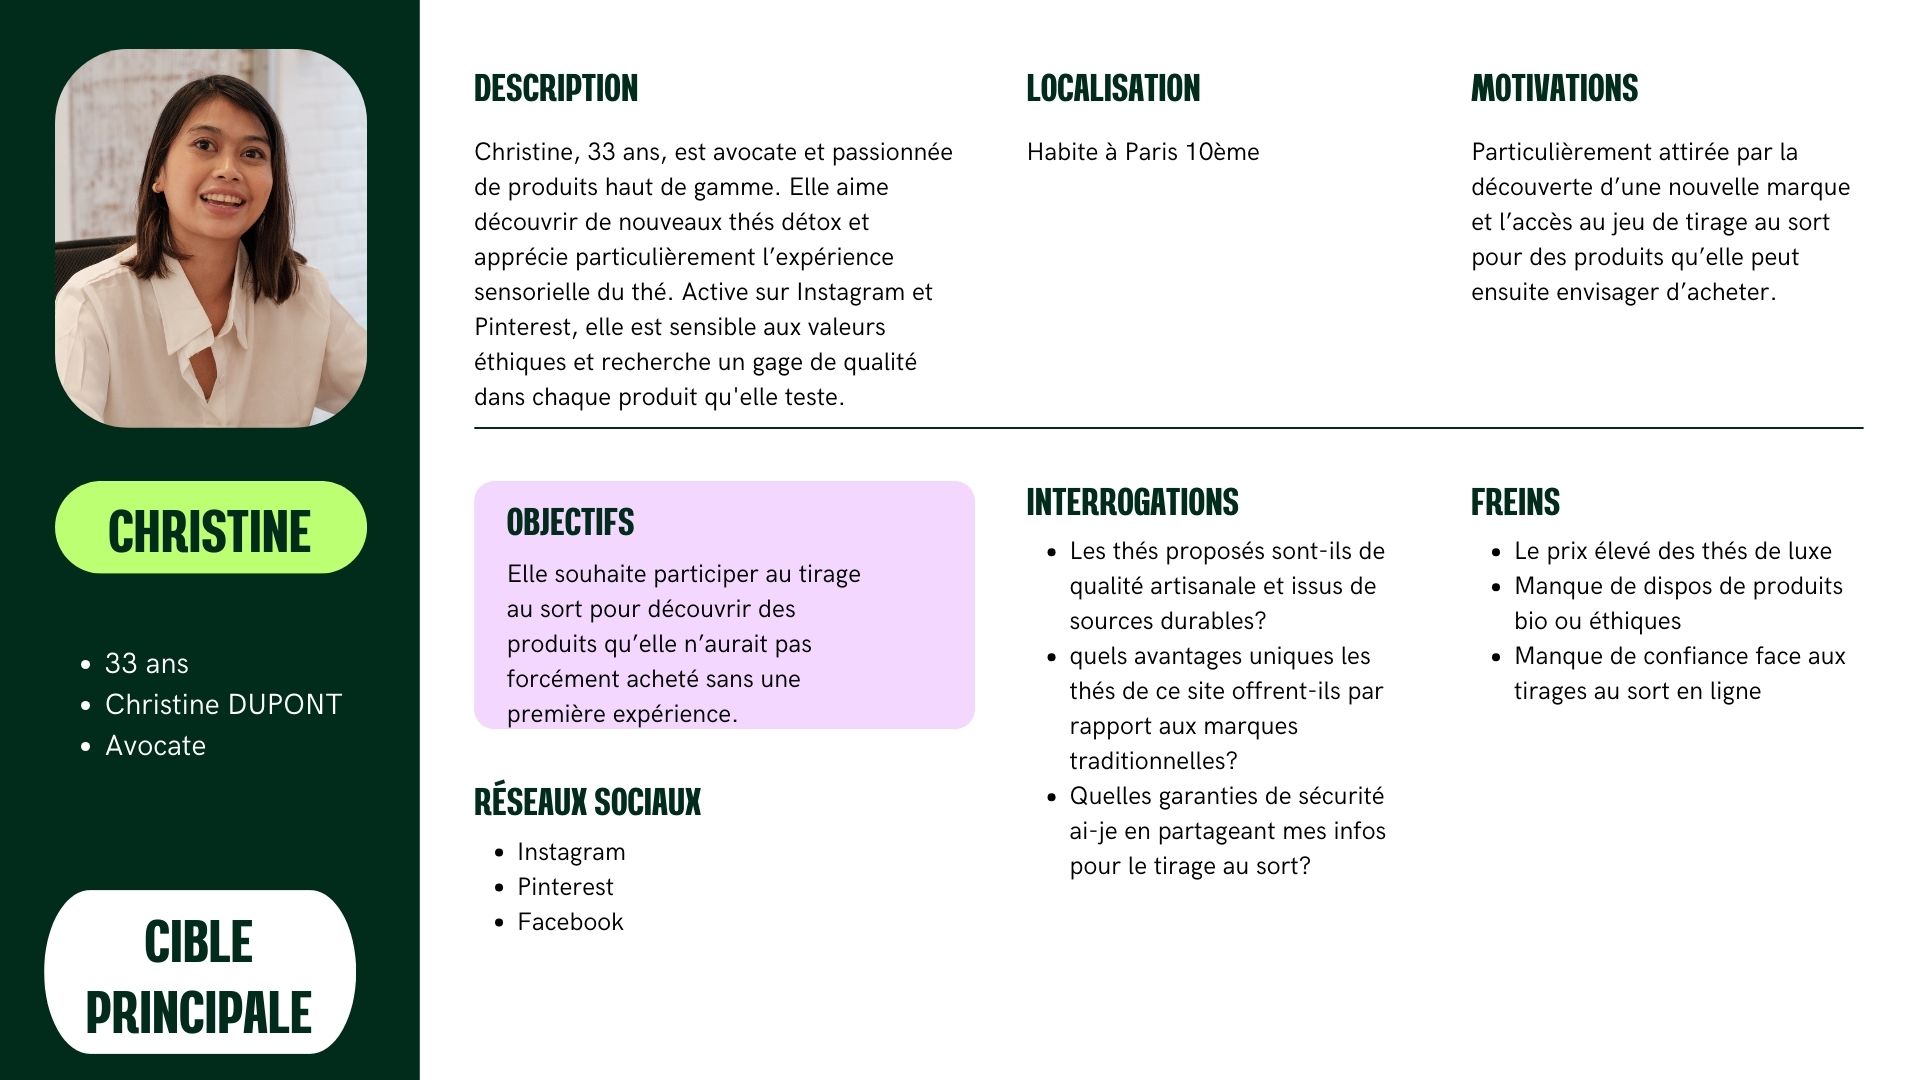 CHRISTINE
33 ans
Christine DUPONT
Avocate
CIBLE
PRINCIPALE
DESCRIPTION
Christine, 33 ans, est avocate et passionnée
de produits haut de gamme. Elle aime
découvrir de nouveaux thés détox et
apprécie particulièrement l’expérience
sensorielle du thé. Active sur Instagram et
Pinterest, elle est sensible aux valeurs
éthiques et recherche un gage de qualité
dans chaque produit qu'elle teste.
LOCALISATION
Habite à Paris 10ème
MOTIVATIONS
Particulièrement attirée par la
découverte d’une nouvelle marque
et l’accès au jeu de tirage au sort
pour des produits qu’elle peut
ensuite envisager d’acheter.
OBJECTIFS
Elle souhaite participer au tirage
au sort pour découvrir des
produits qu’elle n’aurait pas
forcément acheté sans une
première expérience.
RÉSEAUX SOCIAUX
Instagram
Pinterest
Facebook
INTERROGATIONS
Les thés proposés sont-ils de
qualité artisanale et issus de
sources durables?
quels avantages uniques les
thés de ce site offrent-ils par
rapport aux marques
traditionnelles?
Quelles garanties de sécurité
ai-je en partageant mes infos
pour le tirage au sort?
FREINS
Le prix élevé des thés de luxe
Manque de dispos de produits
bio ou éthiques
Manque de confiance face aux
tirages au sort en ligne